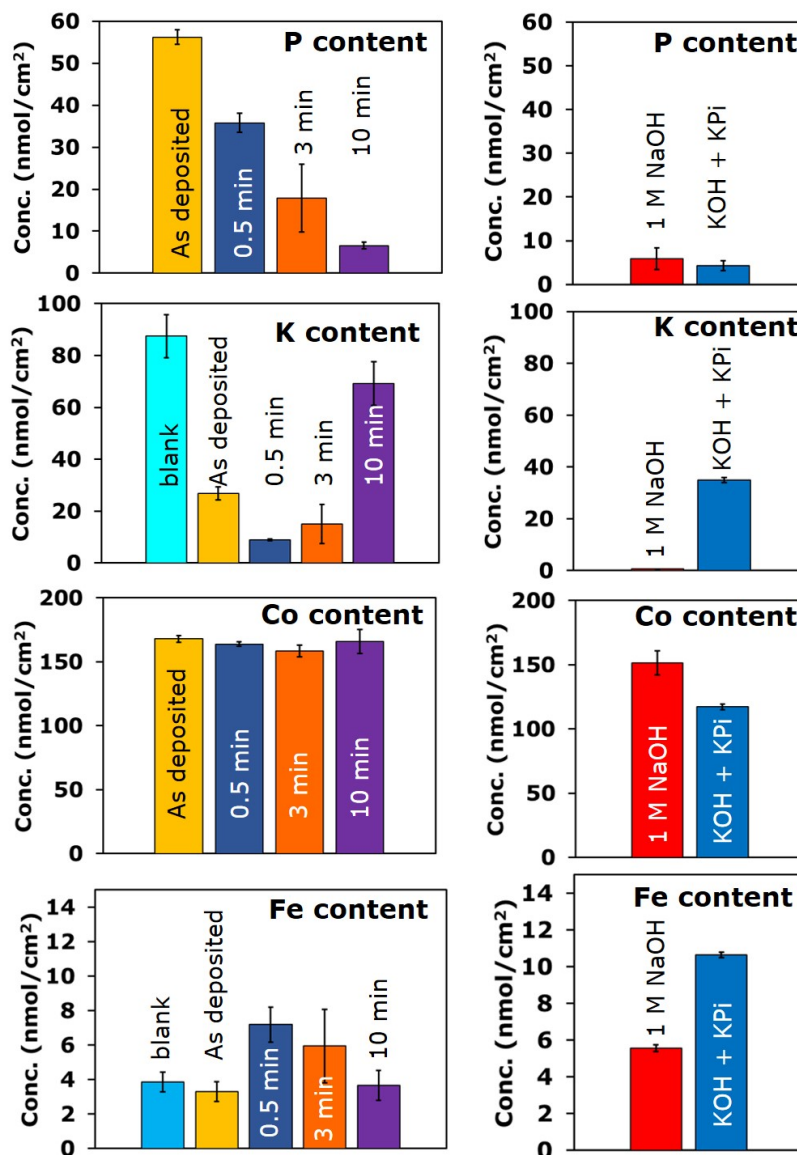 P content
Conc. (nmol/cm²)
60
50
40
30
20
10
0
As deposited
0.5 min
3 min
10 min
P content
Conc. (nmol/cm²)
60
50
40
30
20
10
0
1 M NaOH
KOH + KPi
K content
Conc. (nmol/cm²)
100
80
60
40
20
0
blank
As deposited
0.5 min
3 min
10 min
K content
Conc. (nmol/cm²)
100
80
60
40
20
0
1 M NaOH
KOH + KPi
Co content
Conc. (nmol/cm²)
200
150
100
50
0
As deposited
0.5 min
3 min
10 min
Co content
Conc. (nmol/cm²)
200
150
100
50
0
1 M NaOH
KOH + KPi
Fe content
Conc. (nmol/cm²)
14
12
10
8
6
4
2
0
blank
As deposited
0.5 min
3 min
10 min
Fe content
Conc. (nmol/cm²)
14
12
10
8
6
4
2
0
1 M NaOH
KOH + KPi